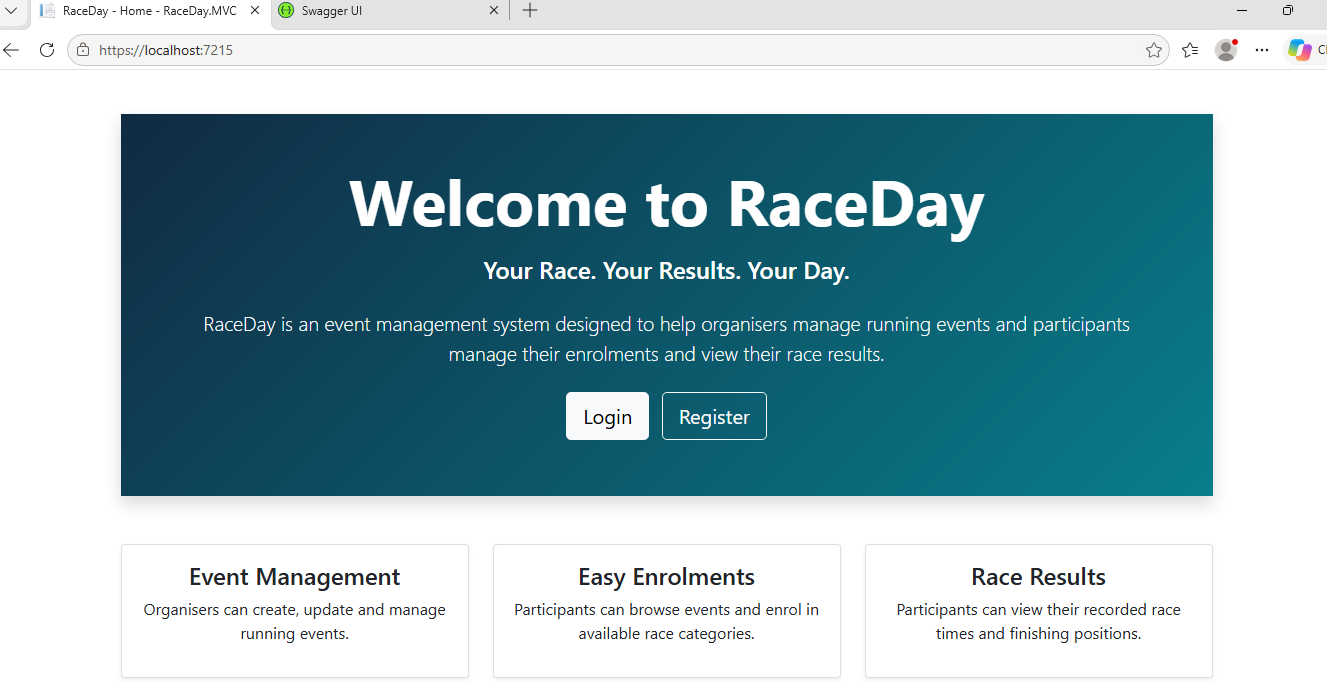 RaceDay - Home - RaceDay.MVC
Swagger UI
https://localhost:7215
Welcome to RaceDay
Your Race. Your Results. Your Day.
RaceDay is an event management system designed to help organisers manage running events and participants
manage their enrolments and view their race results.
Login
Register
Event Management
Organisers can create, update and manage
running events.
Easy Enrolments
Participants can browse events and enrol in
available race categories.
Race Results
Participants can view their recorded race
times and finishing positions.